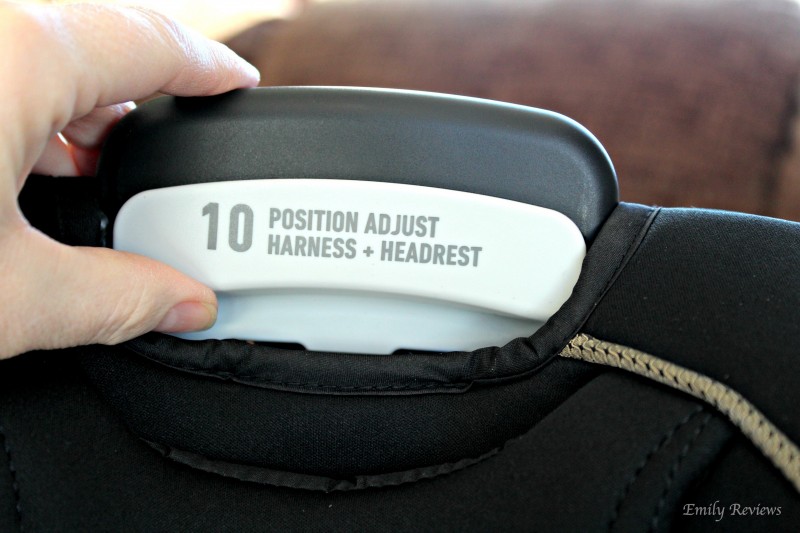 10 POSITION ADJUST
HARNESS + HEADREST
Emily Reviews